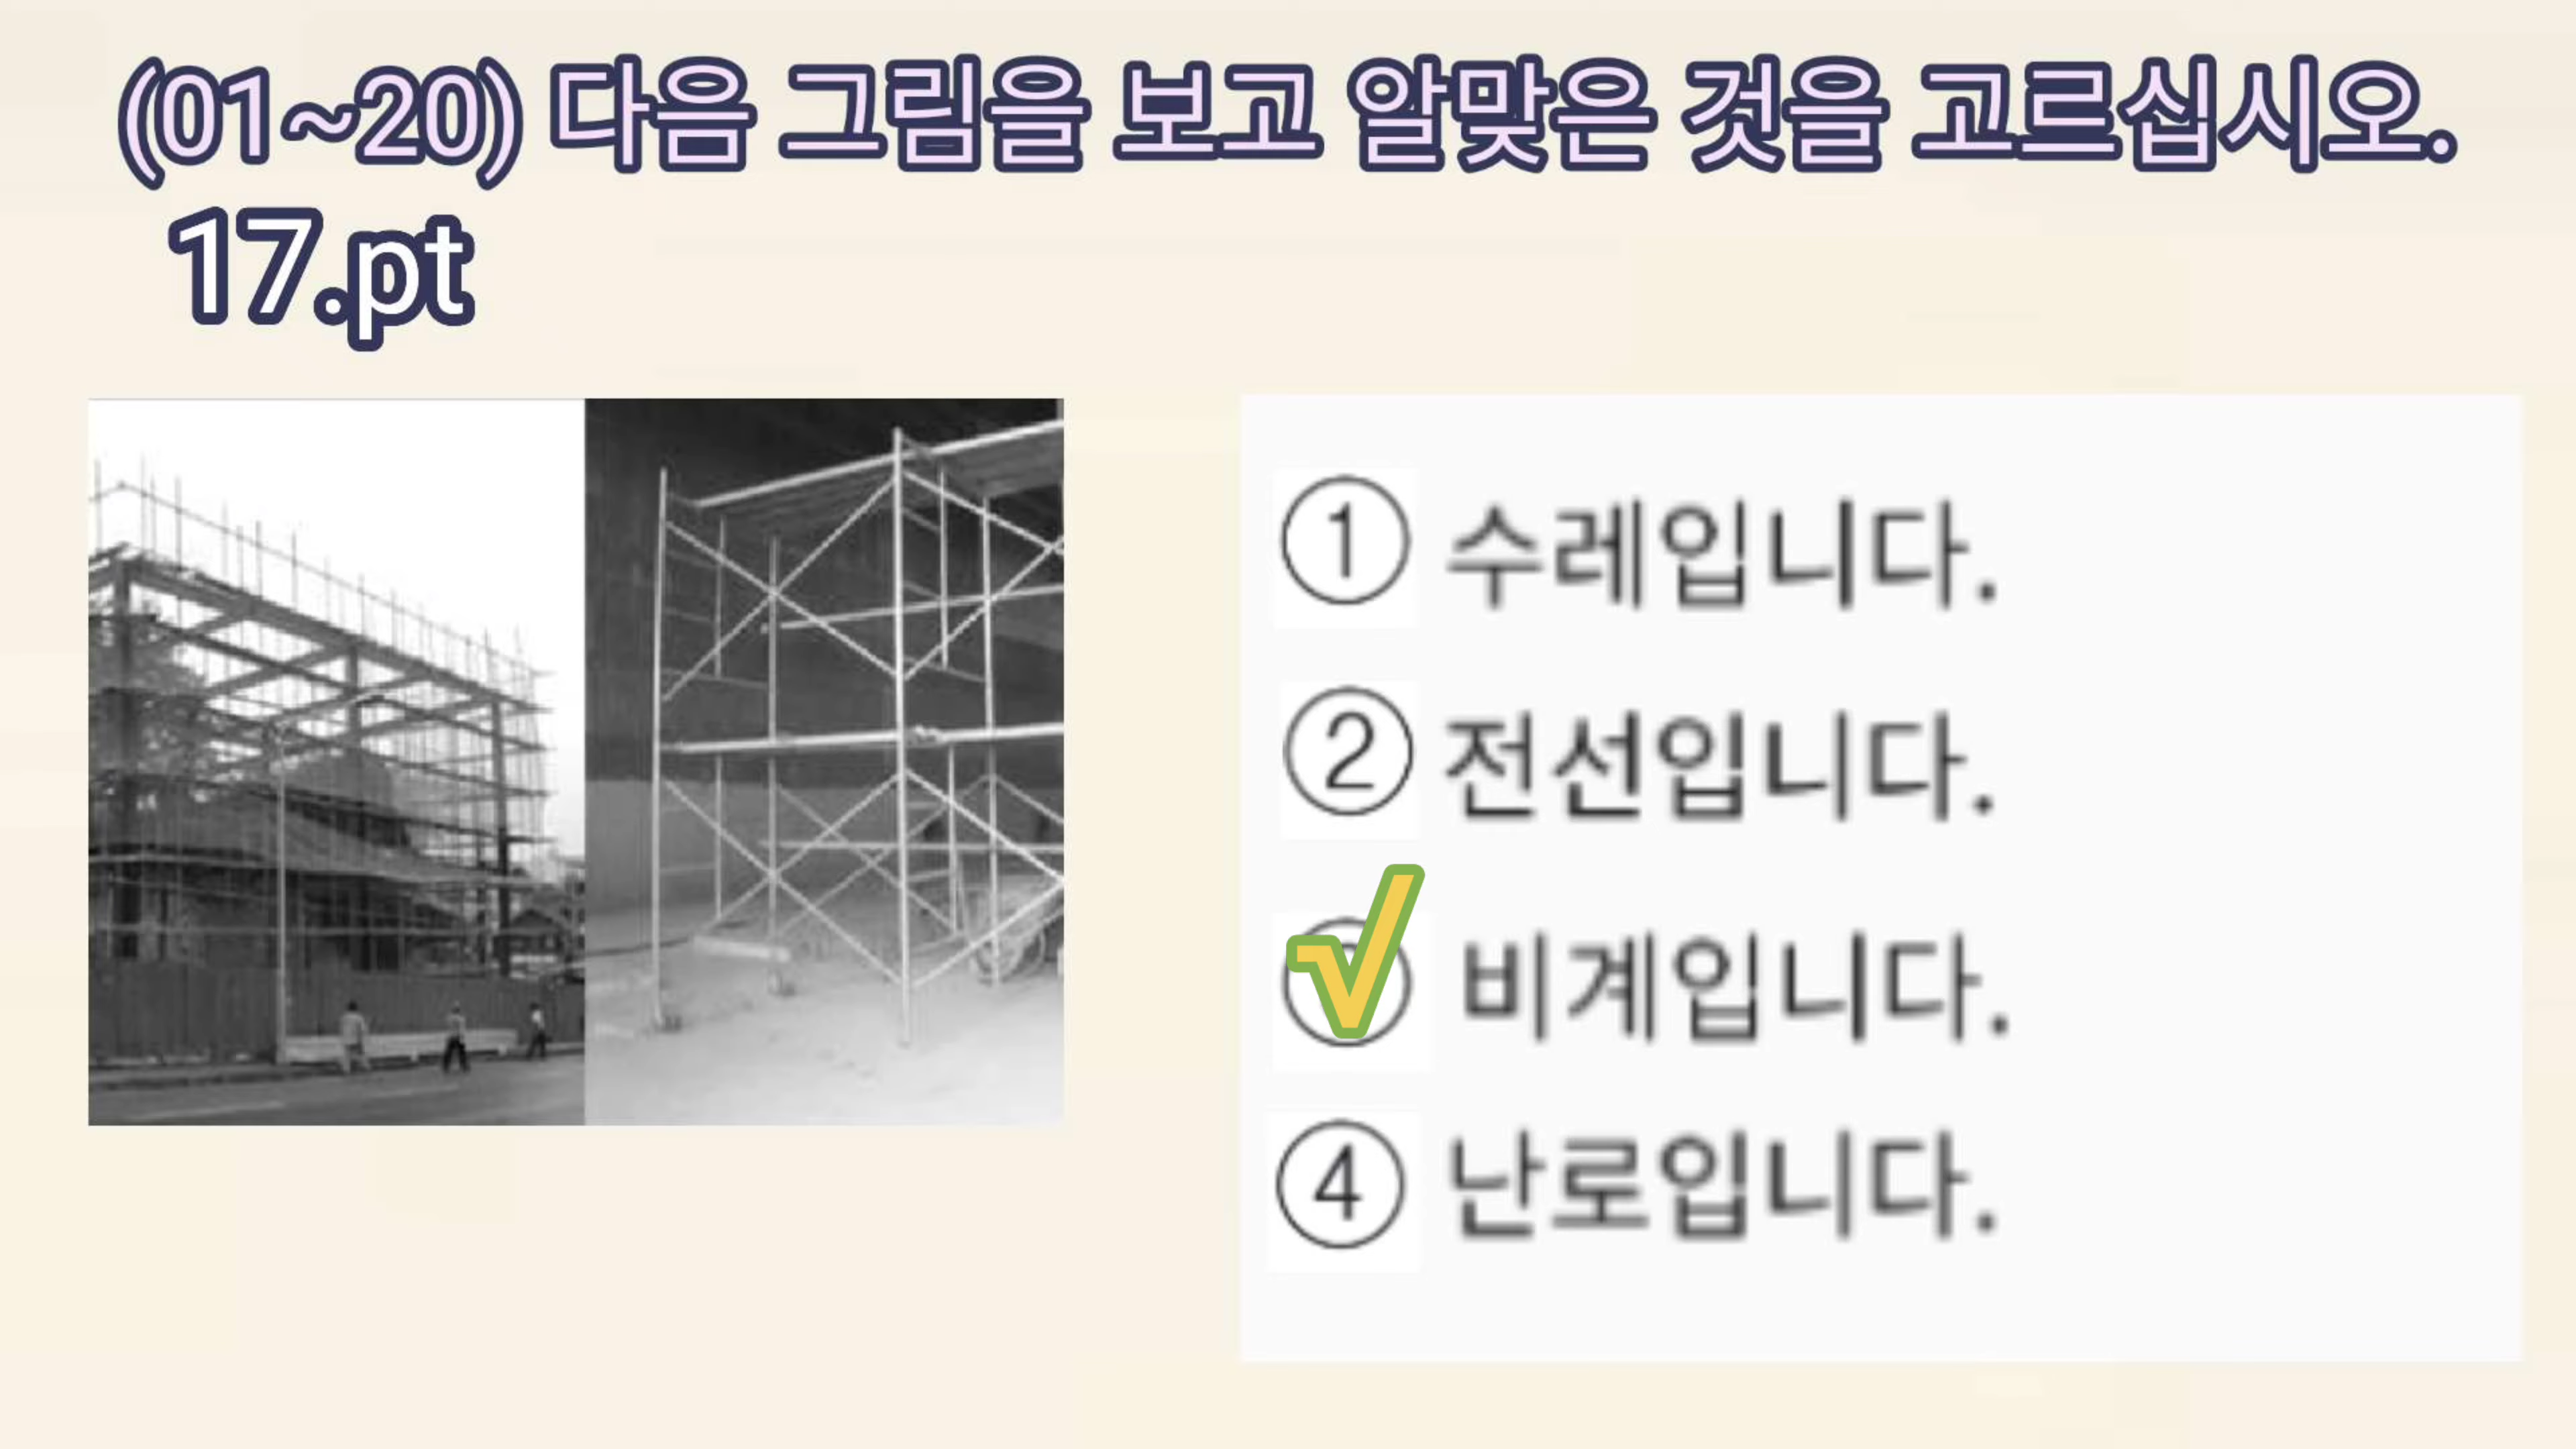 (01~20) 다음 그림을 보고 알맞은 것을 고르십시오.
17.pt
① 수레입니다.
② 전선입니다.
비계입니다.
④ 난로입니다.